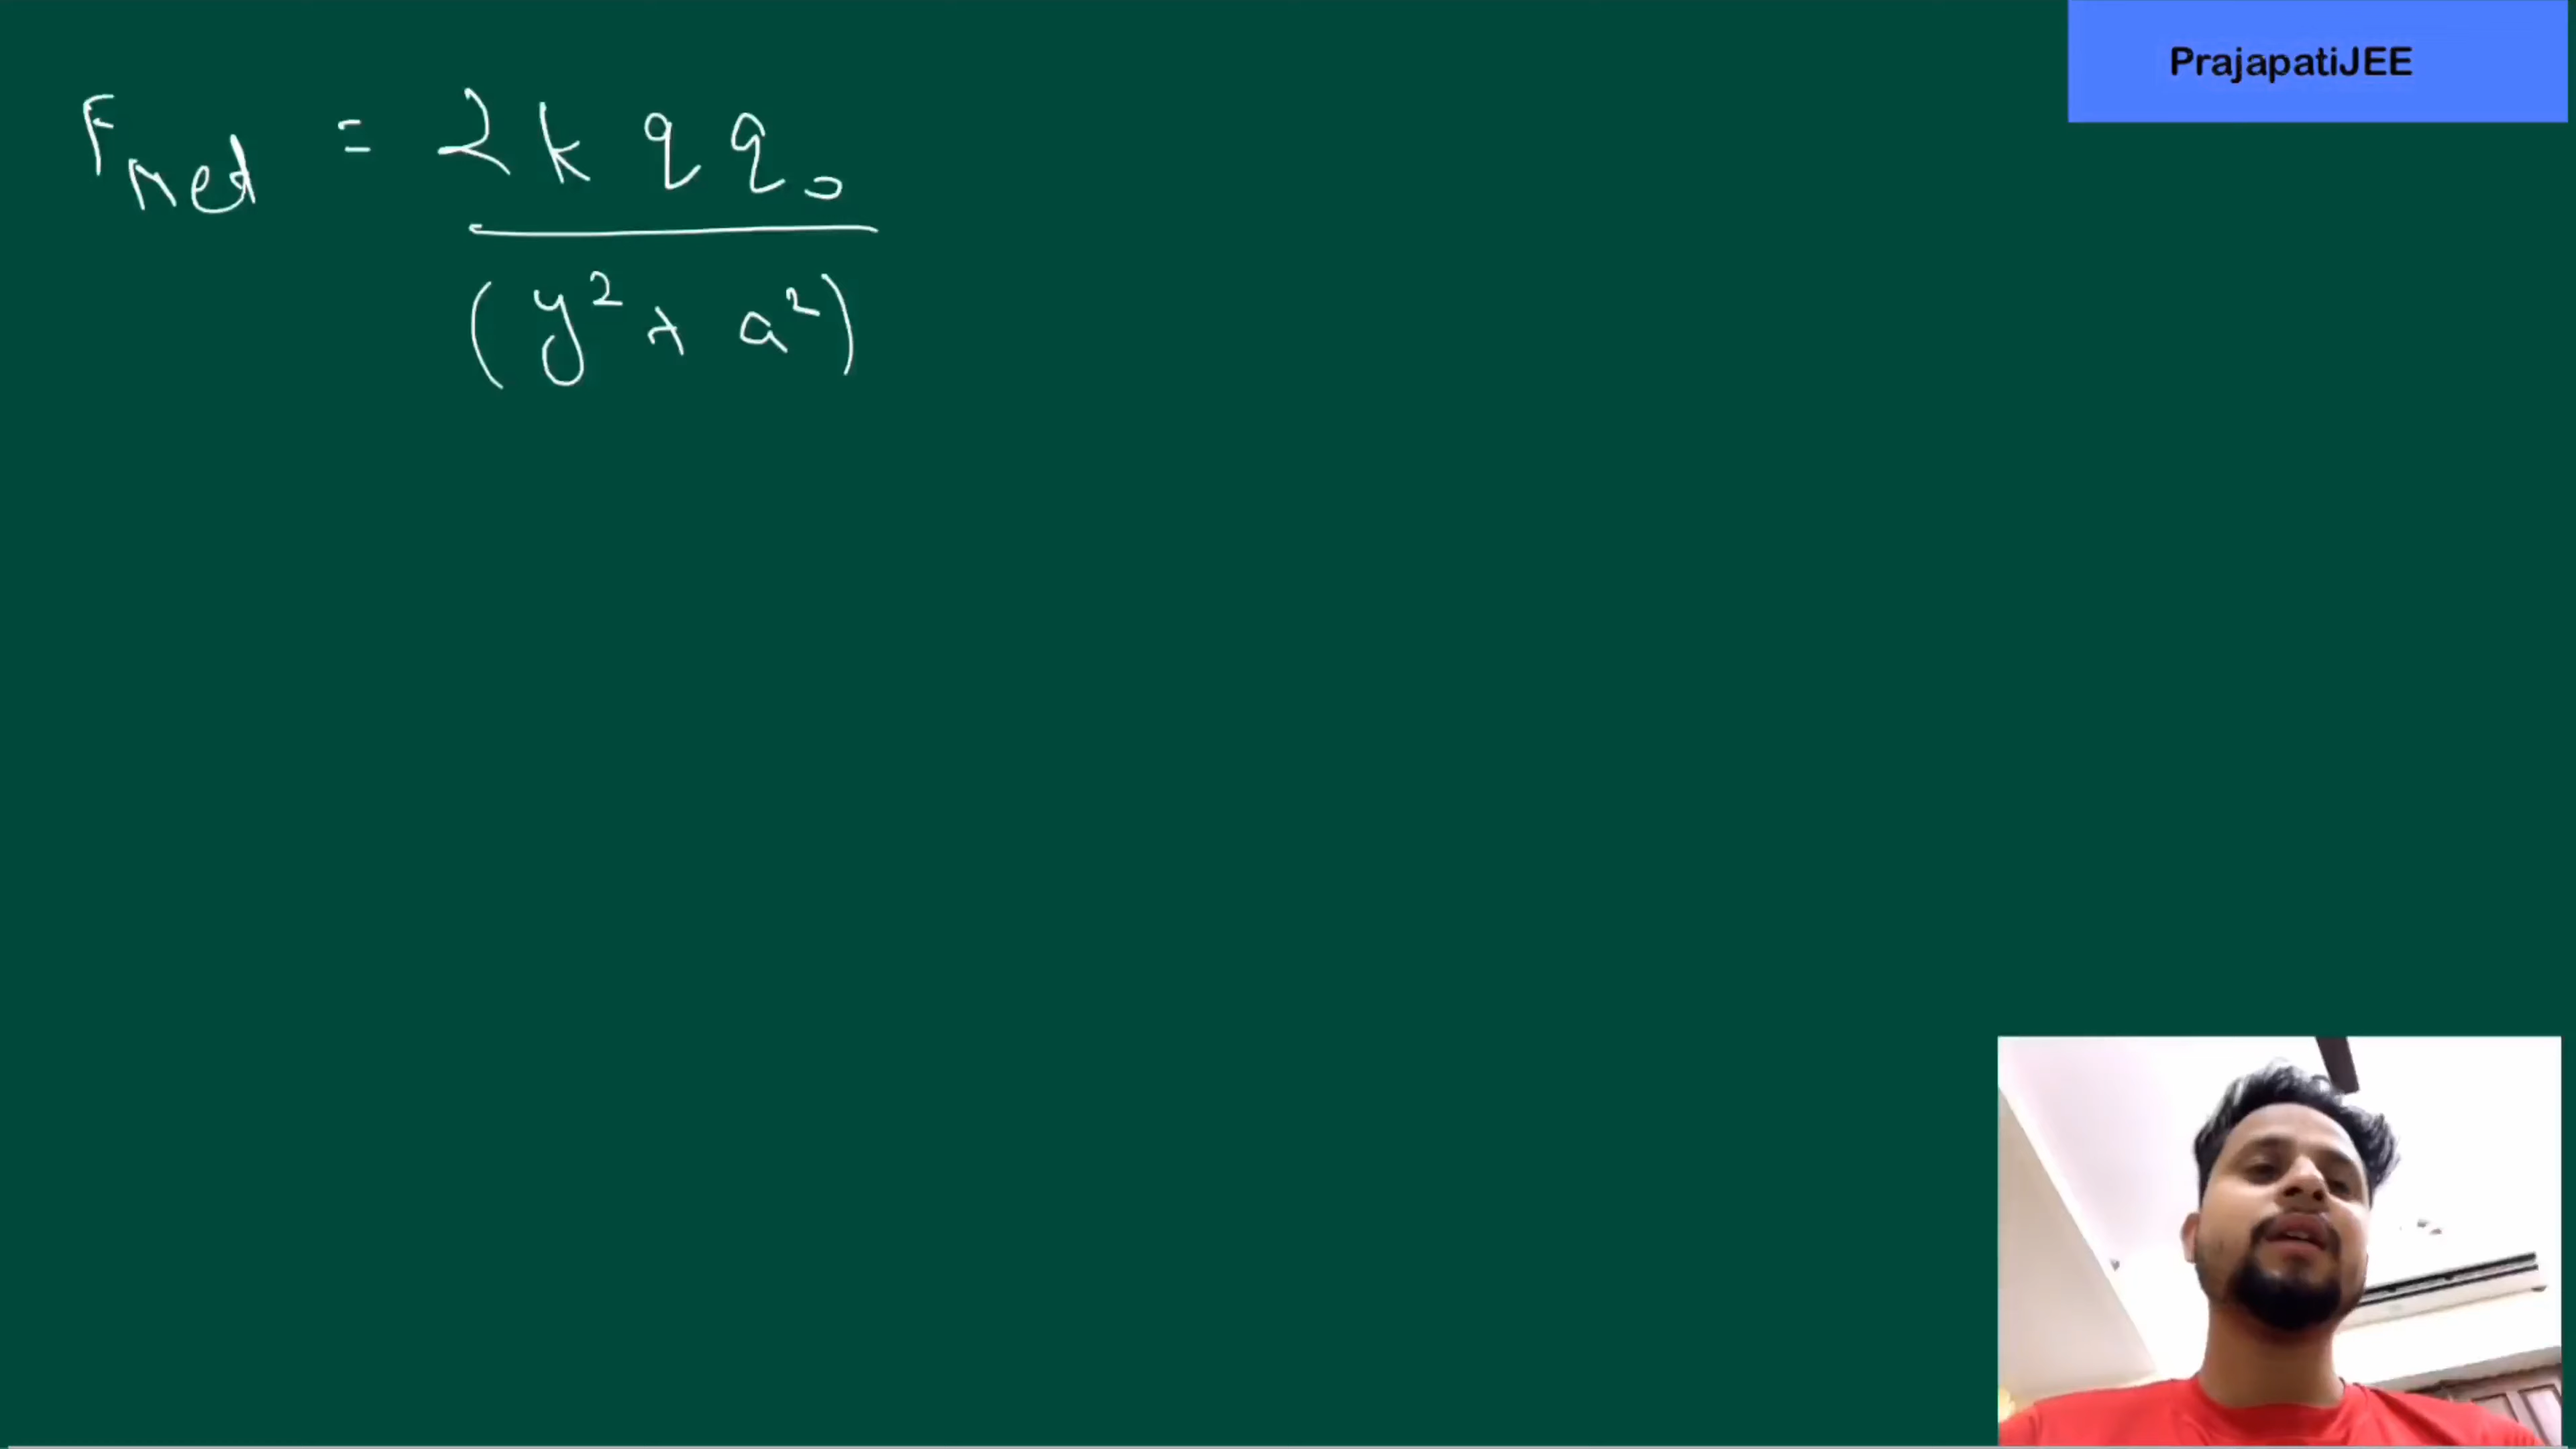 PrajapatiJEE
Fnet = 2kqq₀
(y² + a²)